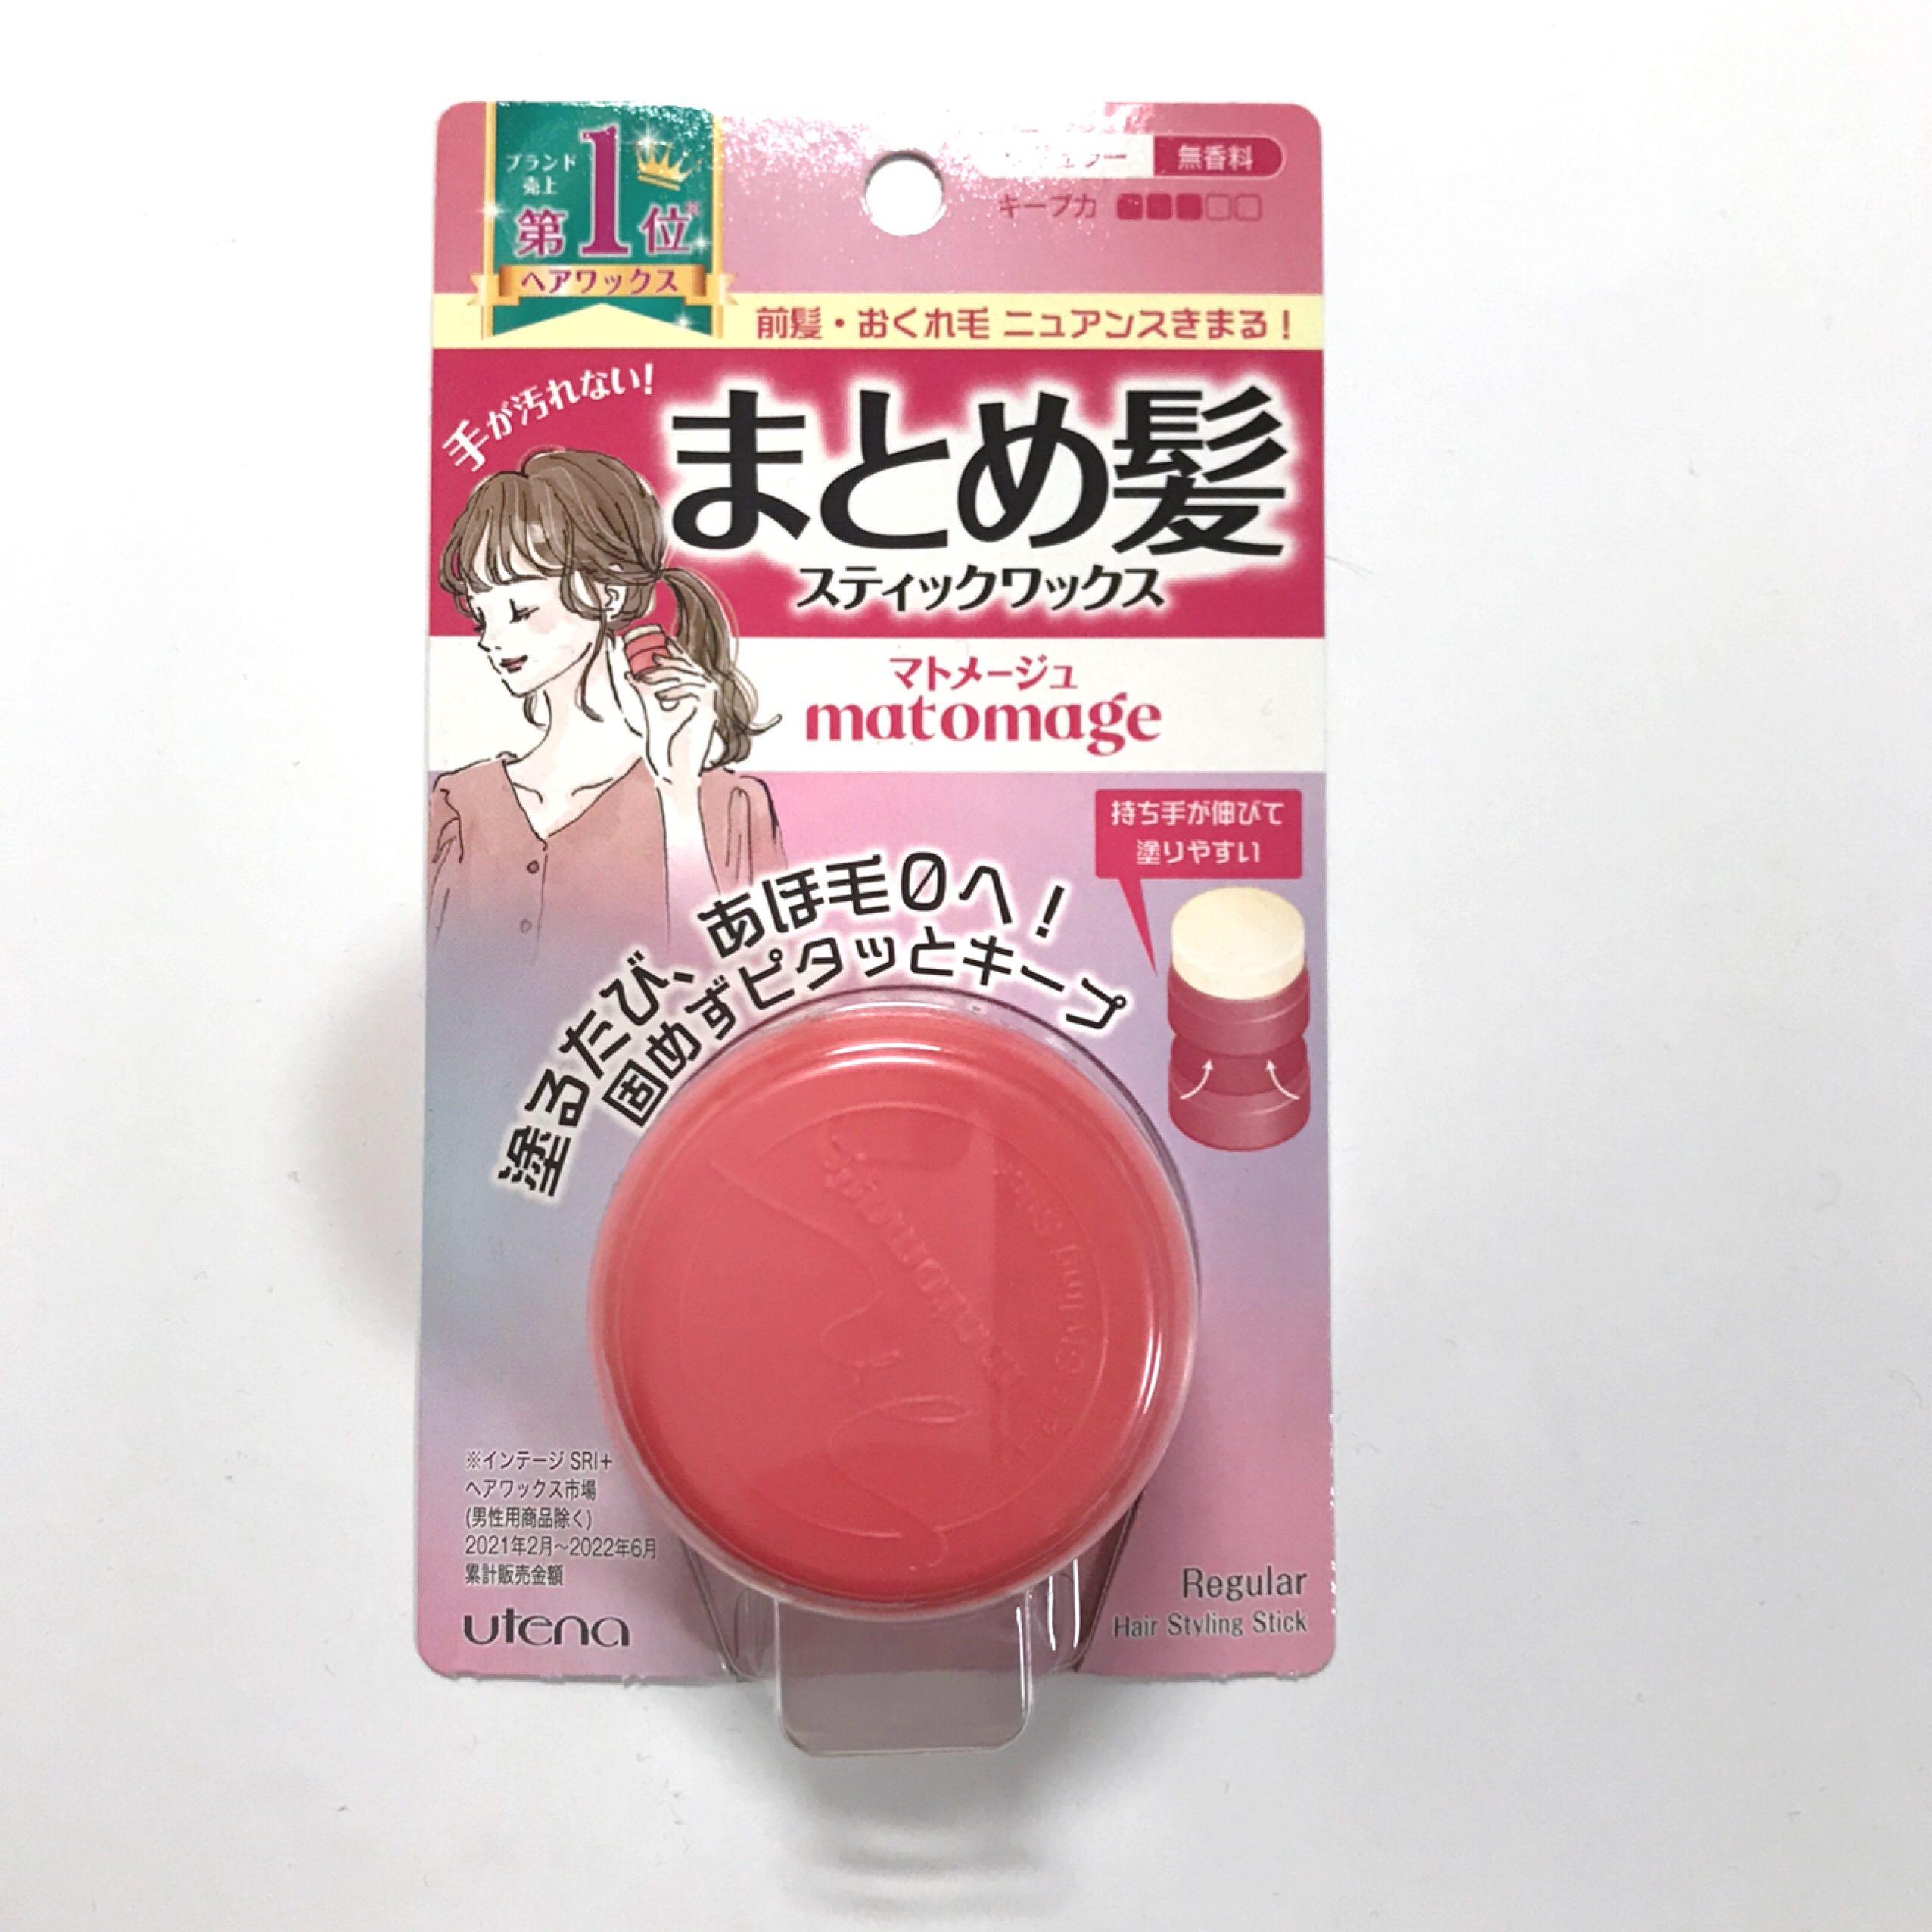 ブランド
売上
第1位※
ヘアワックス
無香料
キープ力
前髪・おくれ毛 ニュアンスきまる!
手が汚れない!
まとめ髪
スティックワックス
マトメージュ
matomage
持ち手が伸びて
塗りやすい
塗るたび、あほ毛0へ!
固めずピタッとキープ
matomage
Styling Stick
※インテージ SRI+
ヘアワックス市場
(男性用商品除く)
2021年2月~2022年6月
累計販売金額
utena
Regular
Hair Styling Stick